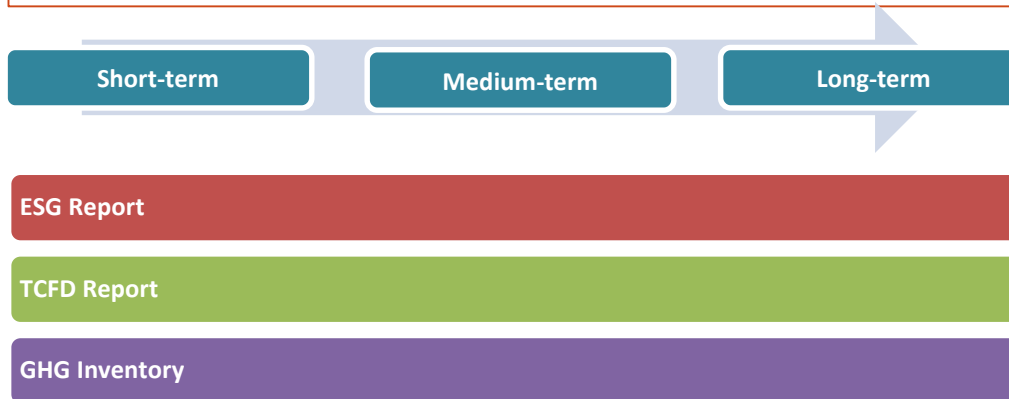 Short-term
Medium-term
Long-term
ESG Report
TCFD Report
GHG Inventory